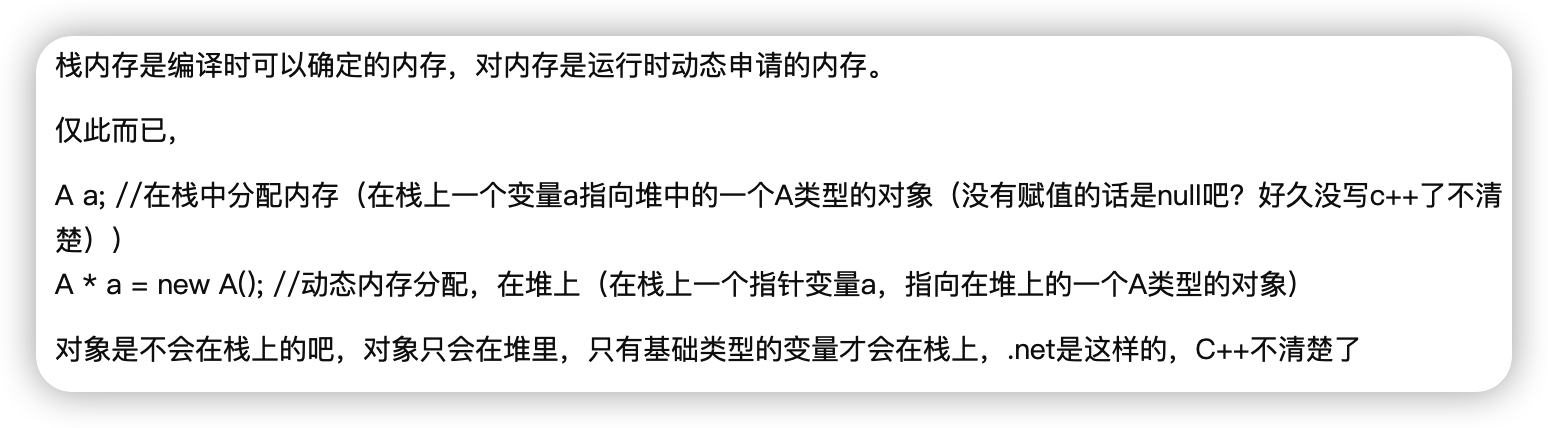 栈内存是编译时可以确定的内存，对内存是运行时动态申请的内存。
仅此而已，
A a; //在栈中分配内存（在栈上一个变量a指向堆中的一个A类型的对象（没有赋值的话是null吧？好久没写c++了不清
楚））
A * a = new A(); //动态内存分配，在堆上（在栈上一个指针变量a，指向在堆上的一个A类型的对象）
对象是不会在栈上的吧，对象只会在堆里，只有基础类型的变量才会在栈上，.net是这样的，C++不清楚了